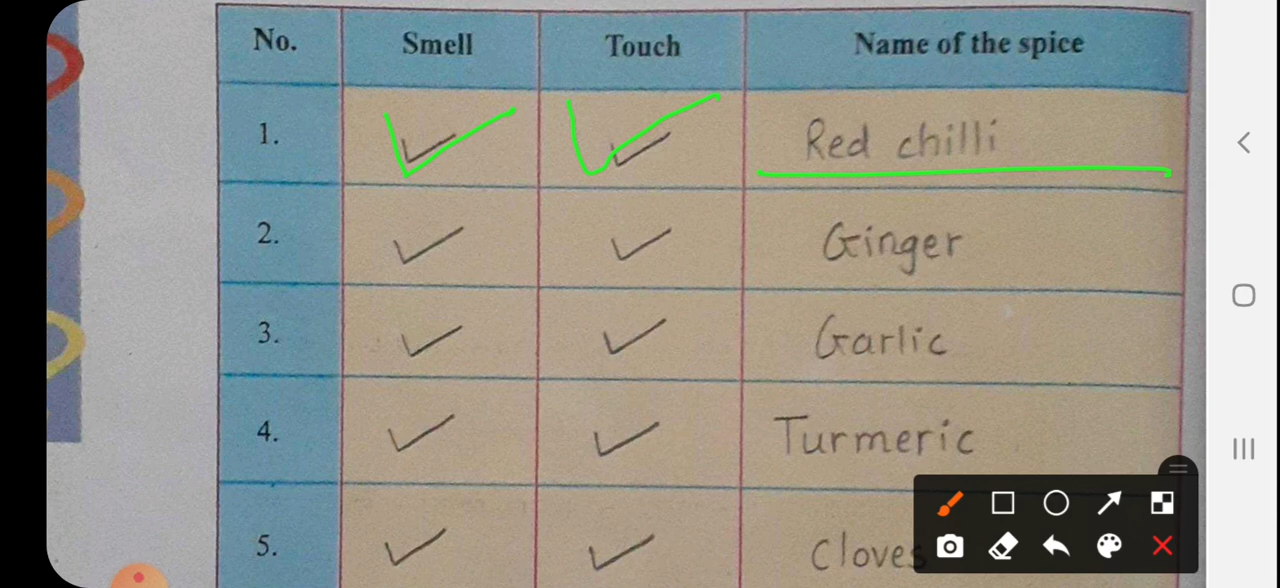 No. Smell Touch Name of the spice
1. Red chilli
2. Ginger
3. Garlic
4. Turmeric
5. Cloves